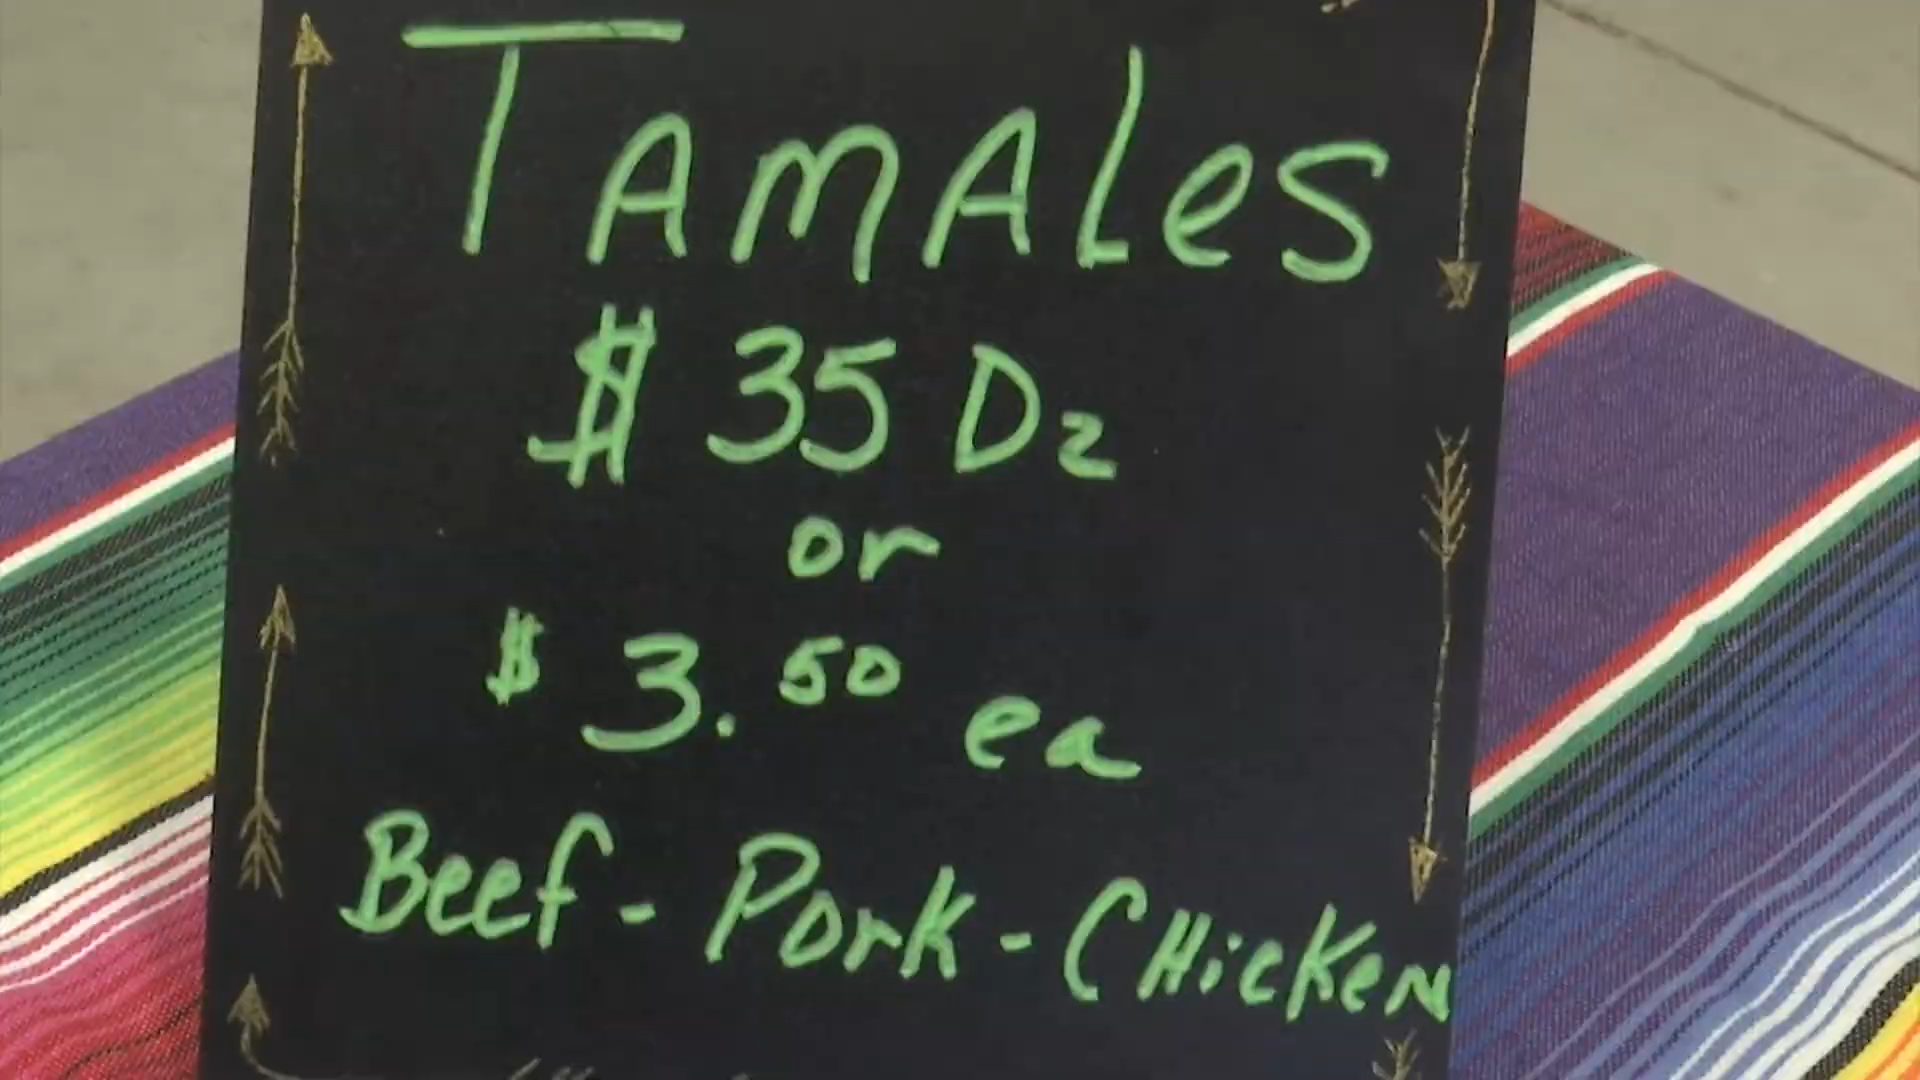 TAMAles
$ 35 Dz
or
$ 3.50 ea
Beef - Pork - CHicKeN